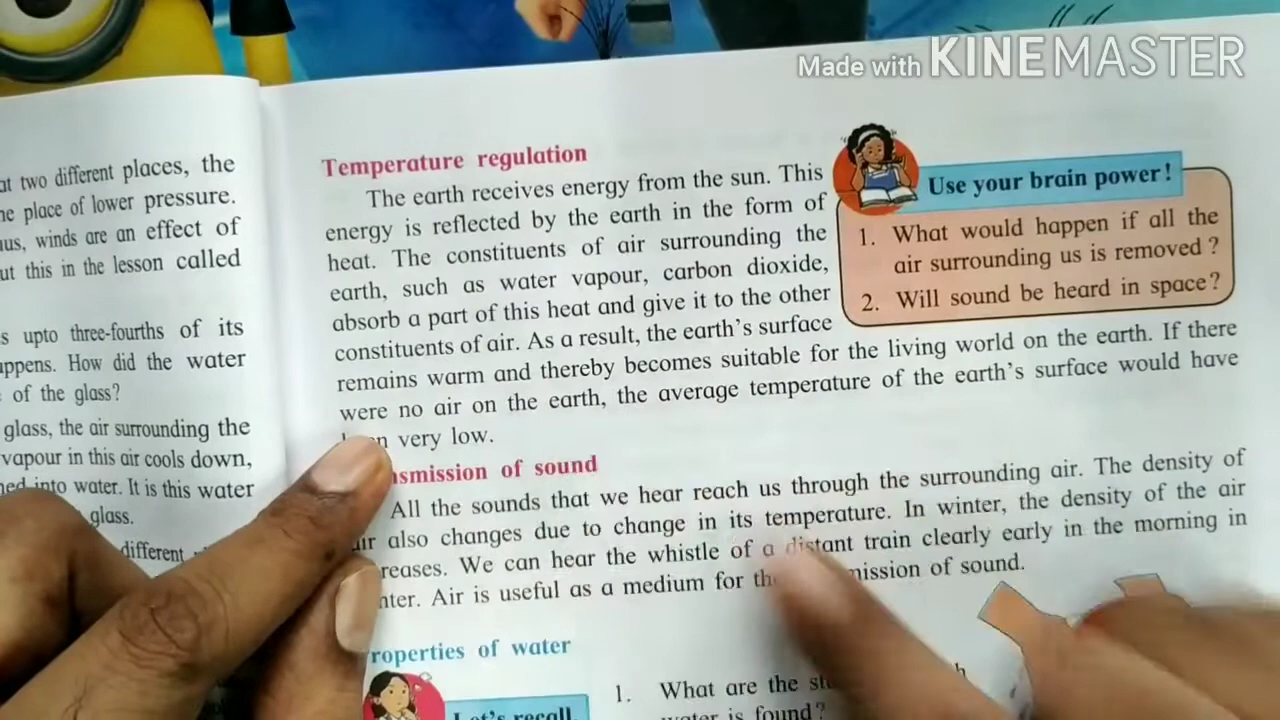 Made with KINEMASTER
at two different places, the
place of lower pressure.
winds are an effect of
this in the lesson called
upto three-fourths of its
How did the water
of the glass?
glass, the air surrounding the
vapour in this air cools down,
into water. It is this water
glass.
different
Temperature regulation
The earth receives energy from the sun. This
energy is reflected by the earth in the form of
heat. The constituents of air surrounding the
earth, such as water vapour, carbon dioxide,
absorb a part of this heat and give it to the other
constituents of air. As a result, the earth's surface
remains warm and thereby becomes suitable for the living world on the earth. If there
were no air on the earth, the average temperature of the earth's surface would have
very low.
Use your brain power!
1. What would happen if all the
air surrounding us is removed ?
2. Will sound be heard in space?
of sound
All the sounds that we hear reach us through the surrounding air. The density of
also changes due to change in its temperature. In winter, the density of the air
We can hear the whistle of a distant train clearly early in the morning in
Air is useful as a medium for of sound.
of water
Let's recall.
1. What are the
water is found?